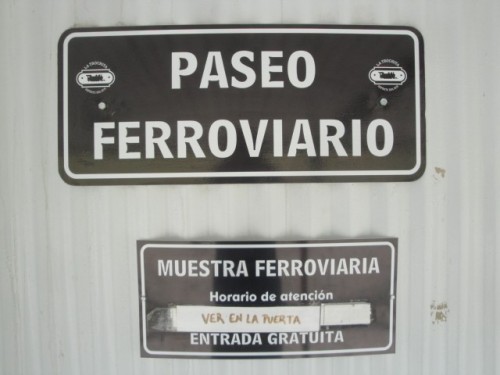 PASEO
FERROVIARIO
MUESTRA FERROVIARIA
Horario de atención
VER EN LA PUERTA
ENTRADA GRATUITA